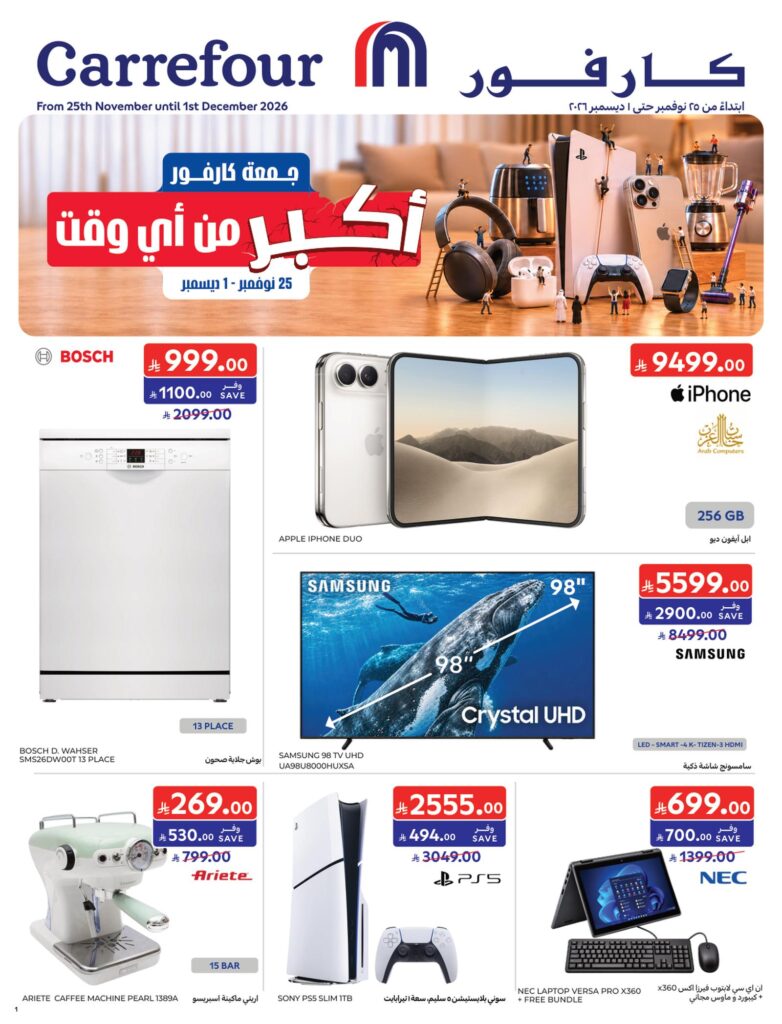 Carrefour
كارفور
From 25th November until 1st December 2026
ابتداءً من ٢٥ نوفمبر حتى ١ ديسمبر ٢٠٢٦
جمعة كارفور
أكبر من أي وقت
25 نوفمبر - 1 ديسمبر
BOSCH
999.00
1100.00 وفر SAVE
2099.00
13 PLACE
BOSCH D. WAHSER
SMS26DW00T 13 PLACE
بوش جلاية صحون
9499.00
iPhone
خازن العرب
Arab Computers
256 GB
APPLE IPHONE DUO
ابل أيفون ديو
SAMSUNG
98"
98"
Crystal UHD
5599.00
2900.00 وفر SAVE
8499.00
SAMSUNG
LED - SMART -4 K- TIZEN-3 HDMI
SAMSUNG 98 TV UHD
UA98U8000HUXSA
سامسونج شاشة ذكية
269.00
530.00 وفر SAVE
799.00
Ariete
15 BAR
ARIETE CAFFEE MACHINE PEARL 1389A
اريتي ماكينة اسبريسو
2555.00
494.00 وفر SAVE
3049.00
PS5
SONY PS5 SLIM 1TB
سوني بلايستيشن ٥ سليم، سعة ١ تيرابايت
699.00
700.00 وفر SAVE
1399.00
NEC
NEC LAPTOP VERSA PRO X360
+ FREE BUNDLE
ان اي سي لابتوب فيرزا اكس x360
+ كيبورد و ماوس مجاني
1